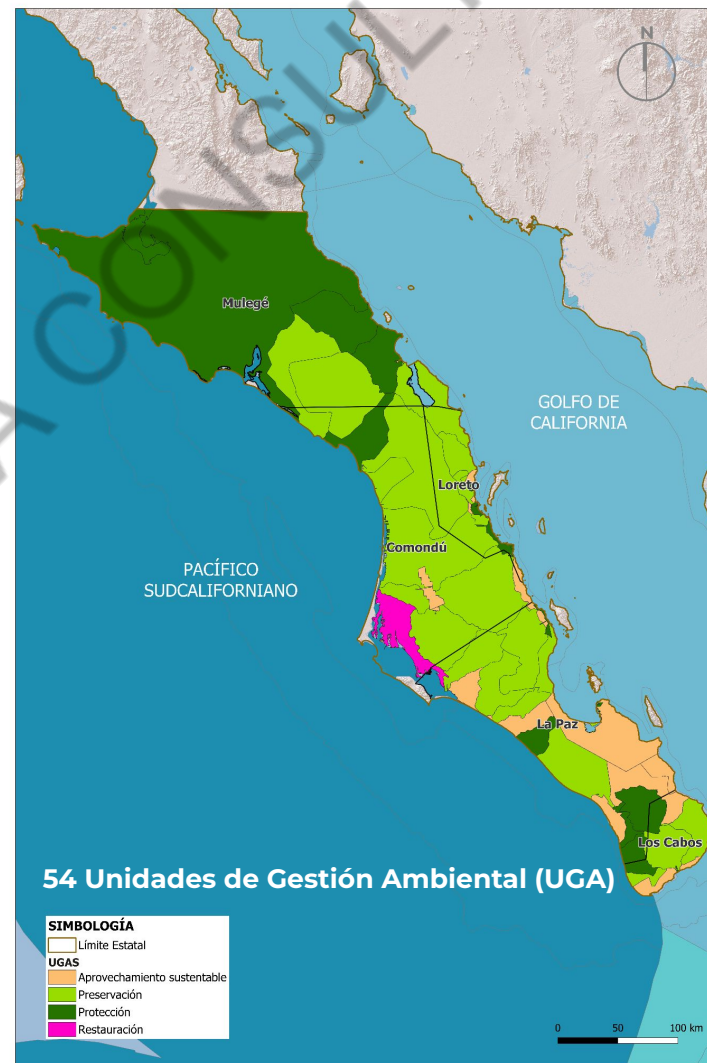 N
A CONSUL
Mulegé
GOLFO DE
CALIFORNIA
Loreto
Comondú
PACÍFICO
SUDCALIFORNIANO
La Paz
Los Cabos
54 Unidades de Gestión Ambiental (UGA)
SIMBOLOGÍA
Límite Estatal
UGAS
Aprovechamiento sustentable
Preservación
Protección
Restauración
0 50 100 km